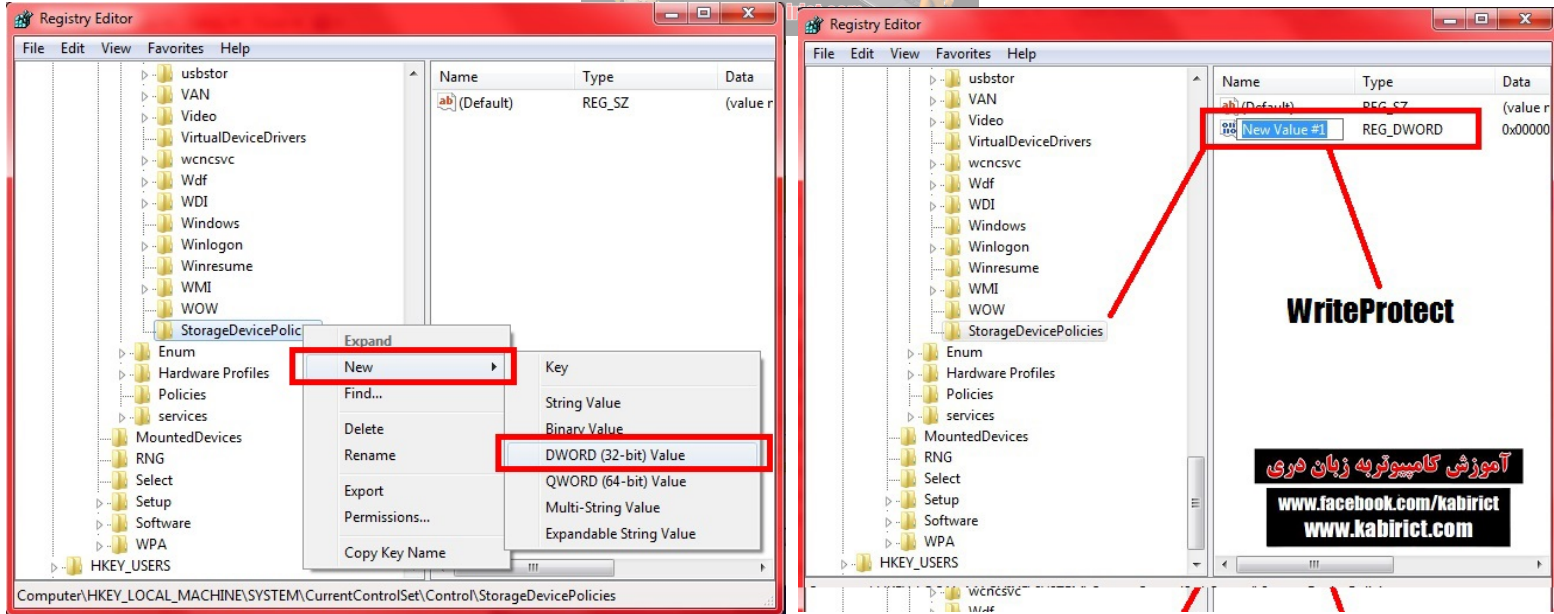 Registry Editor
File Edit View Favorites Help
usbstor
VAN
Video
VirtualDeviceDrivers
wcncsvc
Wdf
WDI
Windows
Winlogon
Winresume
WMI
WOW
StorageDevicePolic
Enum
Hardware Profiles
Policies
services
MountedDevices
RNG
Select
Setup
Software
WPA
HKEY_USERS
Name Type Data
(Default) REG_SZ (value r
Expand
New
Find...
Delete
Rename
Export
Permissions...
Copy Key Name
Key
String Value
Binary Value
DWORD (32-bit) Value
QWORD (64-bit) Value
Multi-String Value
Expandable String Value
Computer\HKEY_LOCAL_MACHINE\SYSTEM\CurrentControlSet\Control\StorageDevicePolicies
Registry Editor
File Edit View Favorites Help
usbstor
VAN
Video
VirtualDeviceDrivers
wcncsvc
Wdf
WDI
Windows
Winlogon
Winresume
WMI
WOW
StorageDevicePolicies
Enum
Hardware Profiles
Policies
services
MountedDevices
RNG
Select
Setup
Software
WPA
HKEY_USERS
Name Type Data
(Default) REG_SZ (value r
New Value #1 REG_DWORD 0x00000
WriteProtect
آموزش کامپیوتر به زبان دری
www.facebook.com/kabirict
www.kabirict.com
wcncsvc